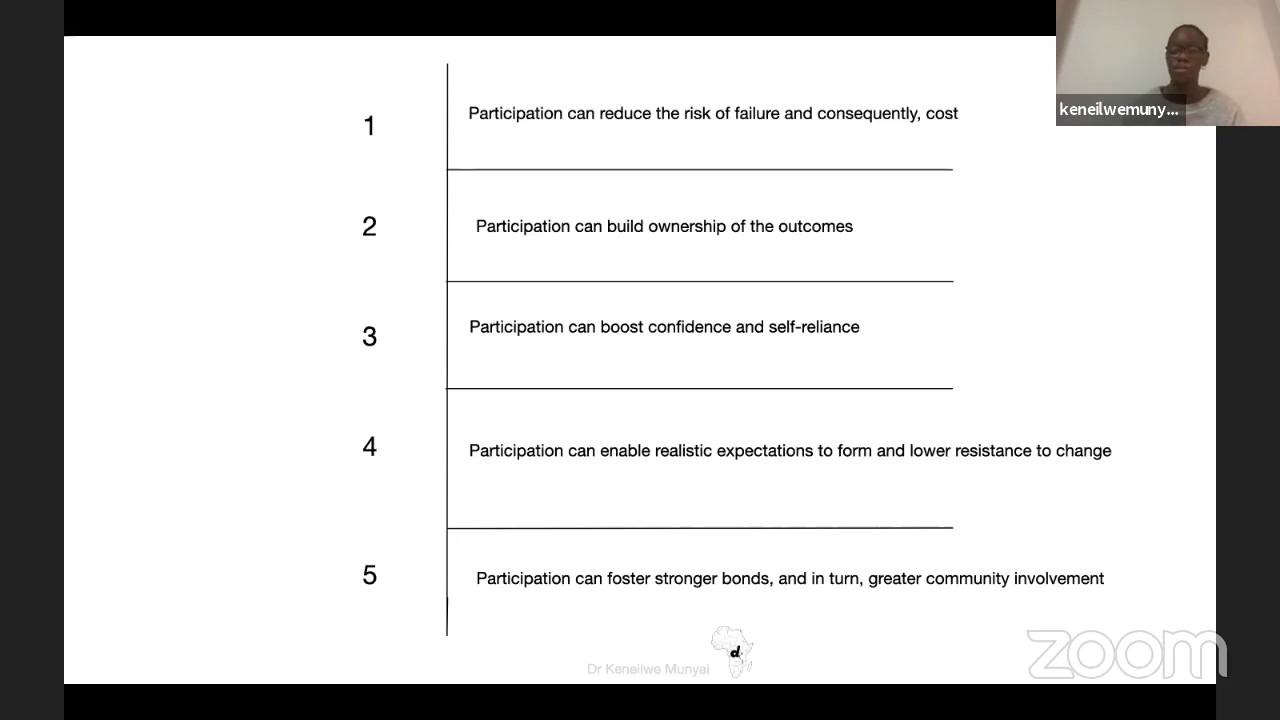 keneilwemuny...
1
Participation can reduce the risk of failure and consequently, cost
2
Participation can build ownership of the outcomes
3
Participation can boost confidence and self-reliance
4
Participation can enable realistic expectations to form and lower resistance to change
5
Participation can foster stronger bonds, and in turn, greater community involvement
d.
Dr Keneilwe Munyai
zoom